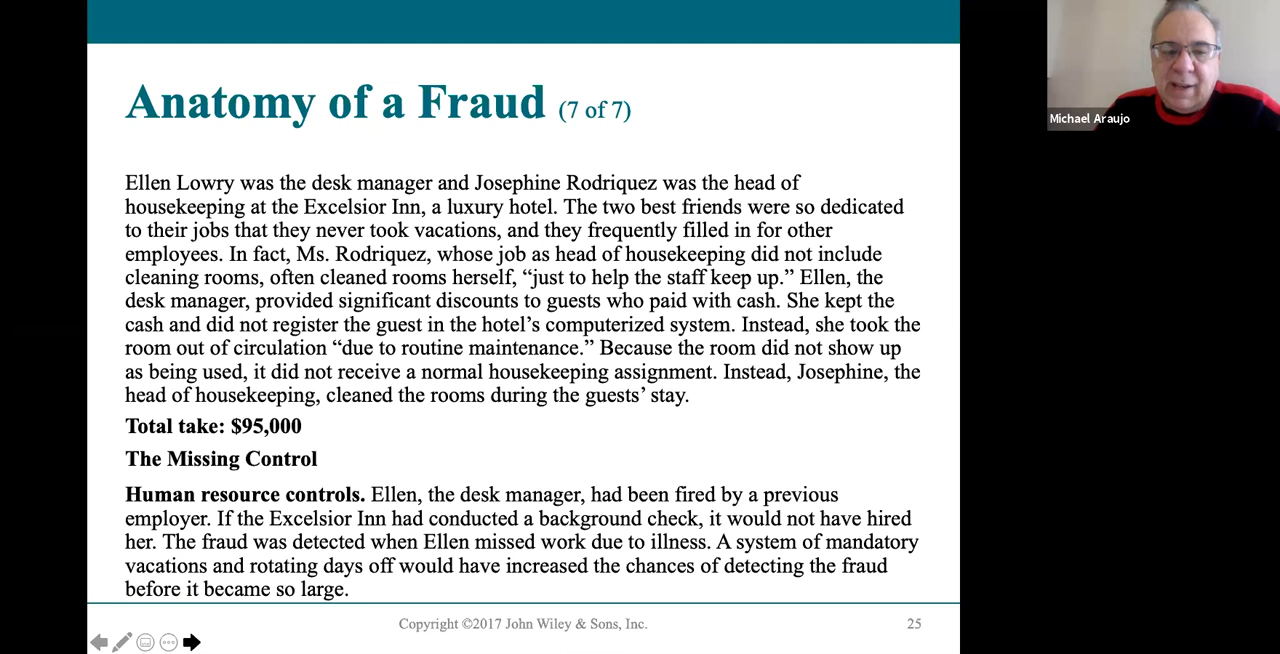 Anatomy of a Fraud (7 of 7)
Ellen Lowry was the desk manager and Josephine Rodriquez was the head of
housekeeping at the Excelsior Inn, a luxury hotel. The two best friends were so dedicated
to their jobs that they never took vacations, and they frequently filled in for other
employees. In fact, Ms. Rodriquez, whose job as head of housekeeping did not include
cleaning rooms, often cleaned rooms herself, “just to help the staff keep up.” Ellen, the
desk manager, provided significant discounts to guests who paid with cash. She kept the
cash and did not register the guest in the hotel’s computerized system. Instead, she took the
room out of circulation “due to routine maintenance.” Because the room did not show up
as being used, it did not receive a normal housekeeping assignment. Instead, Josephine, the
head of housekeeping, cleaned the rooms during the guests’ stay.
Total take: $95,000
The Missing Control
Human resource controls. Ellen, the desk manager, had been fired by a previous
employer. If the Excelsior Inn had conducted a background check, it would not have hired
her. The fraud was detected when Ellen missed work due to illness. A system of mandatory
vacations and rotating days off would have increased the chances of detecting the fraud
before it became so large.
Copyright ©2017 John Wiley & Sons, Inc.
25
Michael Araujo